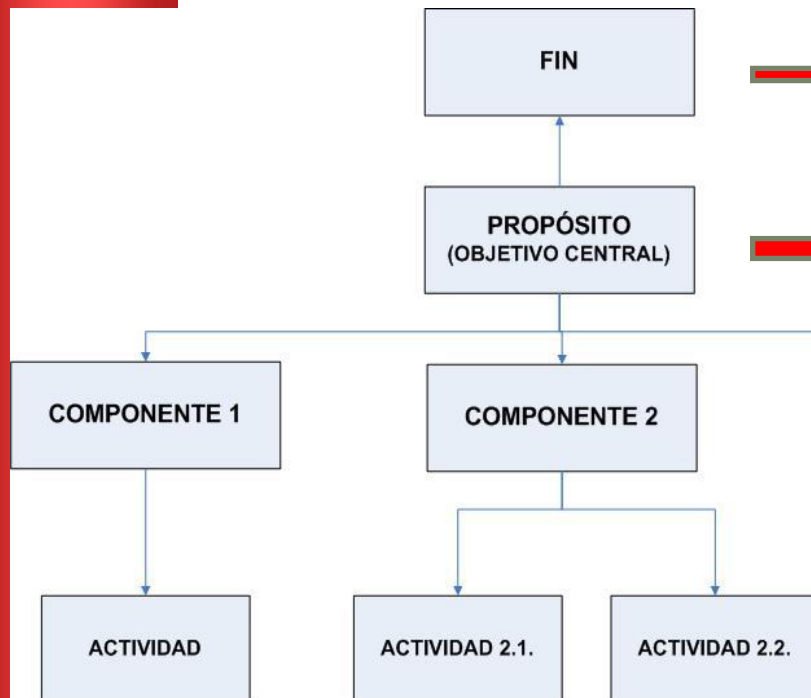 FIN
PROPÓSITO
(OBJETIVO CENTRAL)
COMPONENTE 1
COMPONENTE 2
ACTIVIDAD
ACTIVIDAD 2.1.
ACTIVIDAD 2.2.